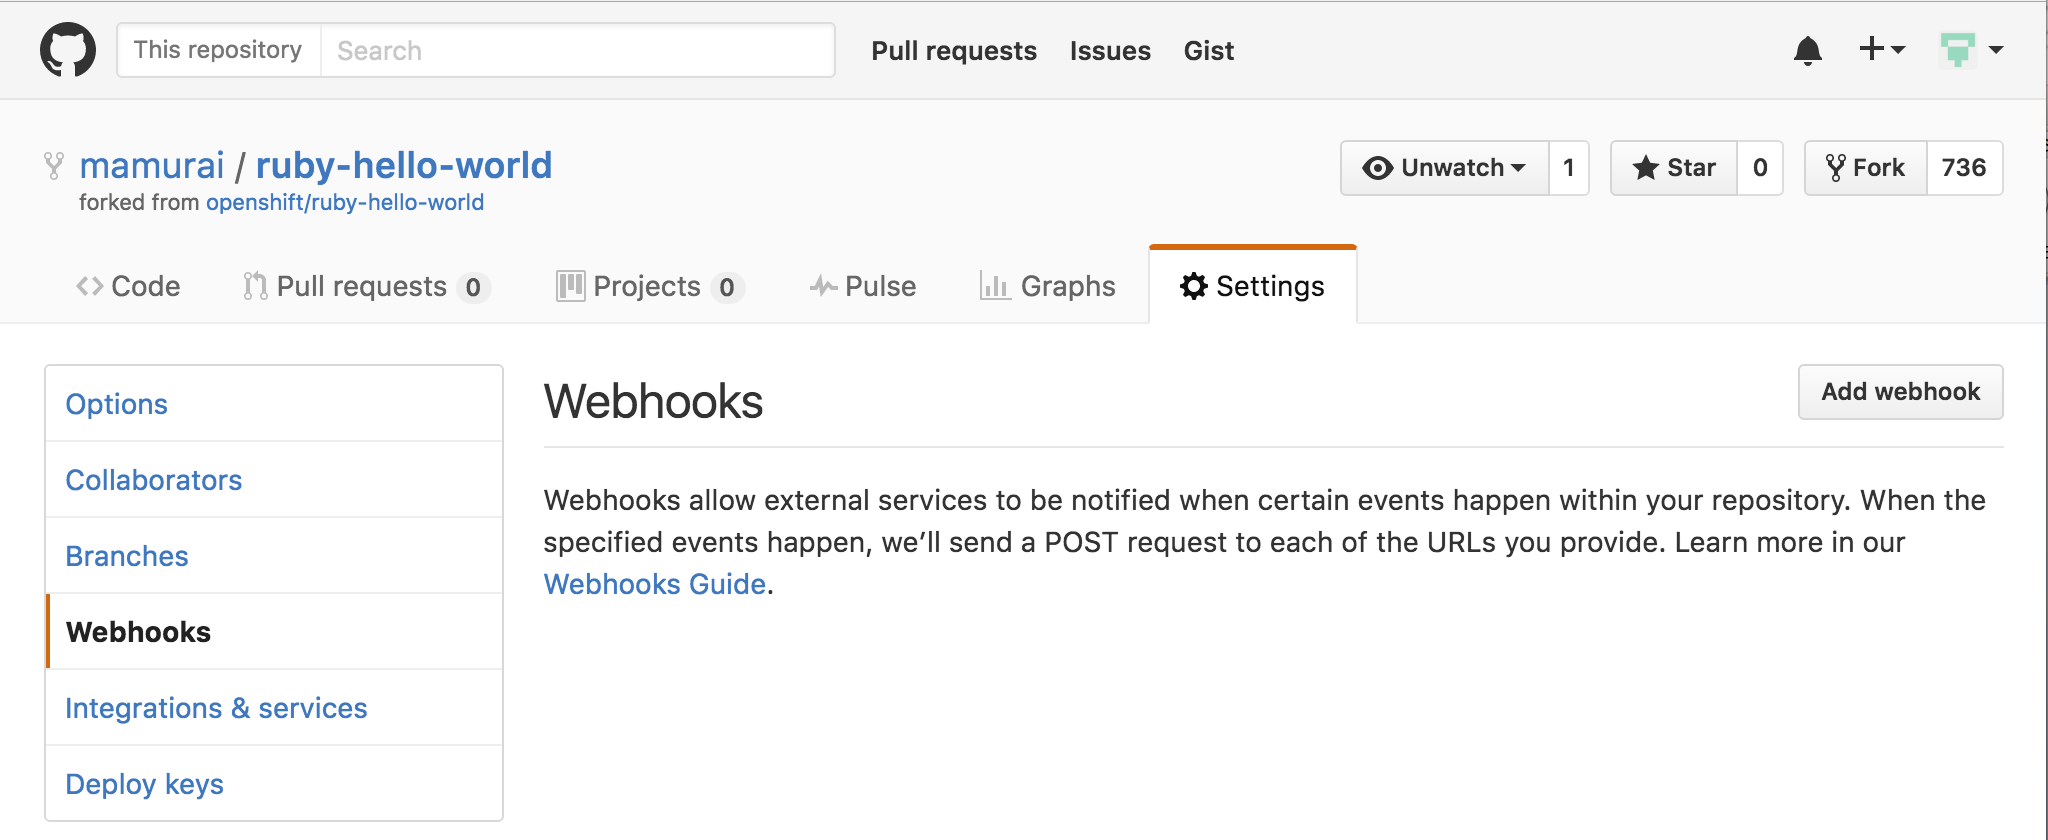 This repository Search Pull requests Issues Gist
mamurai / ruby-hello-world Unwatch 1 Star 0 Fork 736
forked from openshift/ruby-hello-world
Code Pull requests 0 Projects 0 Pulse Graphs Settings
Options
Collaborators
Branches
Webhooks
Integrations & services
Deploy keys
Webhooks Add webhook
Webhooks allow external services to be notified when certain events happen within your repository. When the
specified events happen, we’ll send a POST request to each of the URLs you provide. Learn more in our
Webhooks Guide.